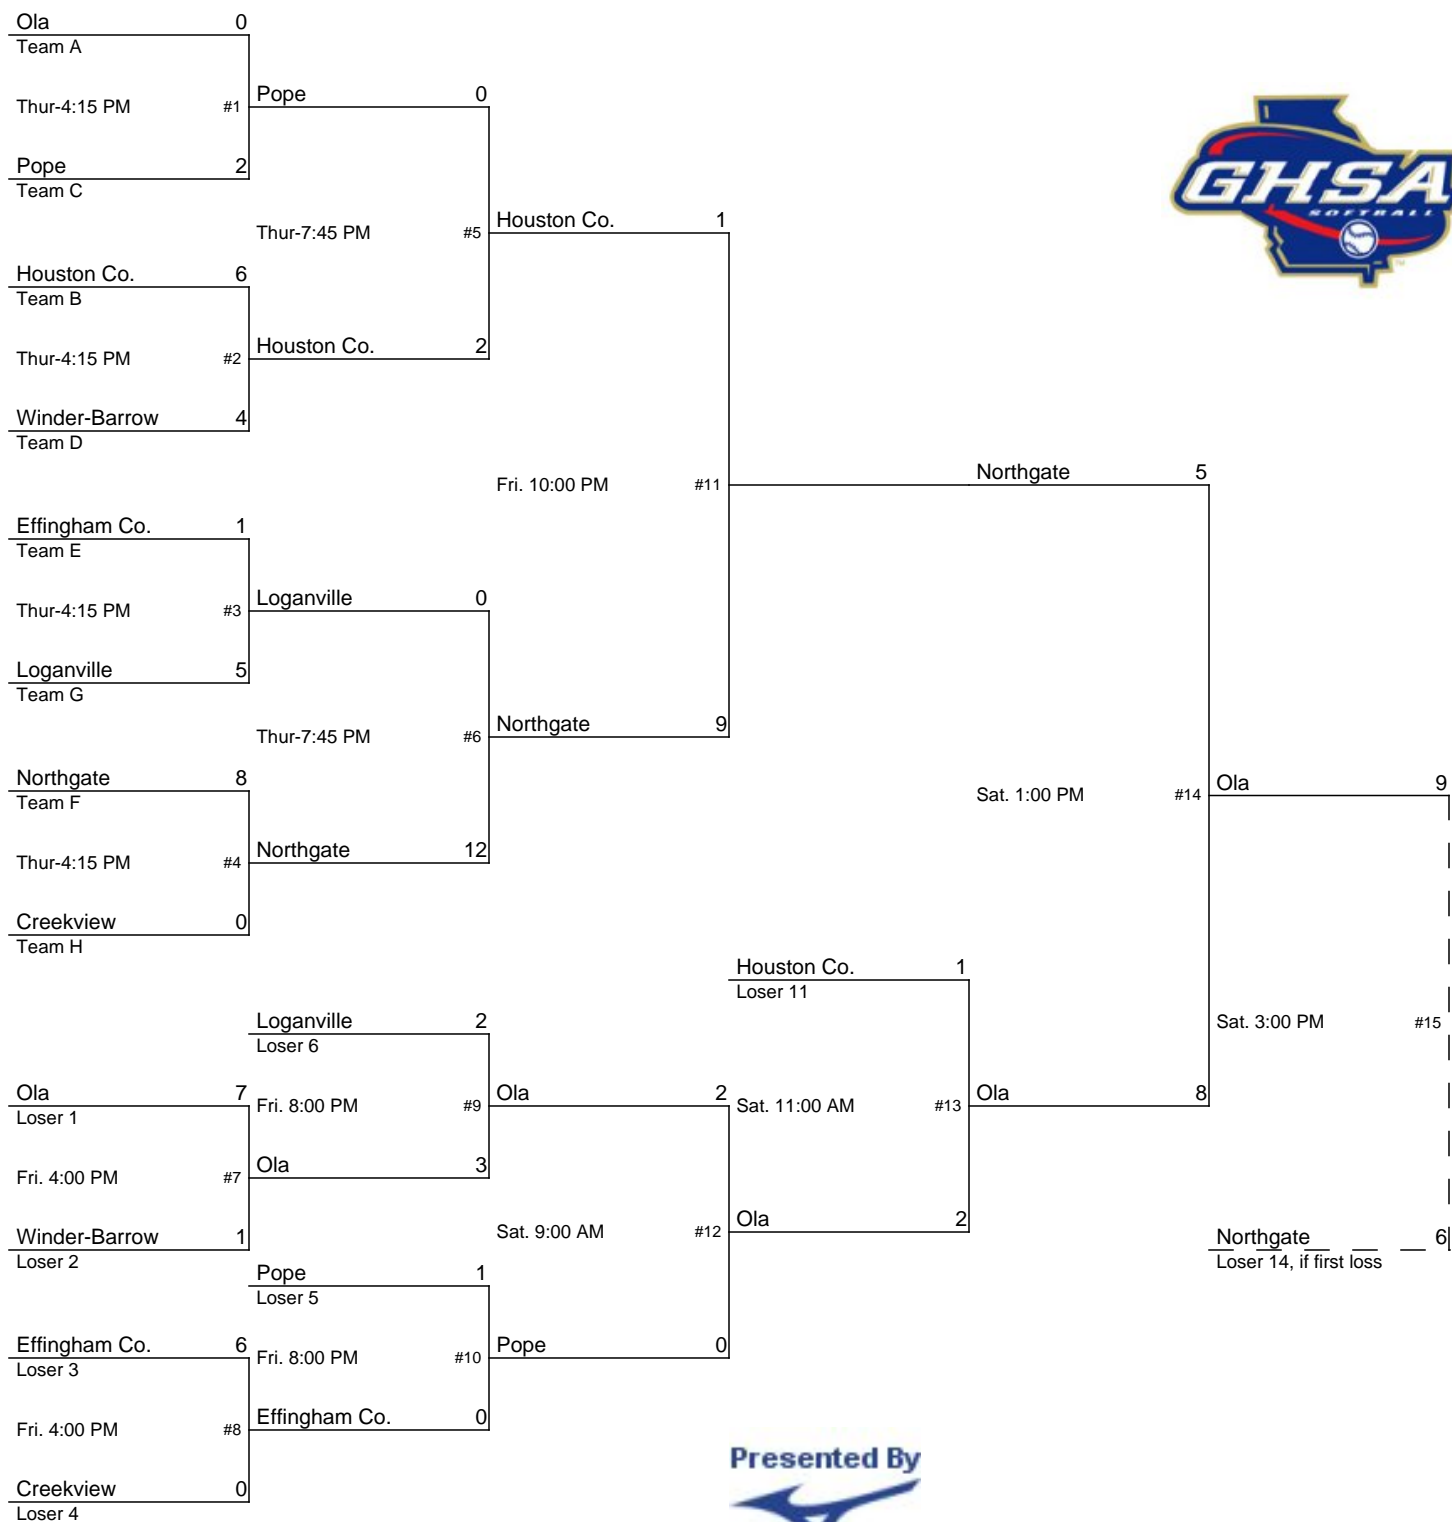 Ola 0
Team A
Thur-4:15 PM #1
Pope 0
Pope 2
Team C
Thur-7:45 PM #5
Houston Co. 1
Houston Co. 6
Team B
Thur-4:15 PM #2
Houston Co. 2
Winder-Barrow 4
Team D
GHSA
SOFTBALL
TM
Fri. 10:00 PM #11
Northgate 5
Effingham Co. 1
Team E
Thur-4:15 PM #3
Loganville 0
Loganville 5
Team G
Thur-7:45 PM #6
Northgate 9
Northgate 8
Team F
Thur-4:15 PM #4
Northgate 12
Creekview 0
Team H
Sat. 1:00 PM #14
Ola 9
Houston Co. 1
Loser 11
Loganville 2
Loser 6
Sat. 3:00 PM #15
Ola 7
Loser 1
Fri. 8:00 PM #9
Ola 2
Sat. 11:00 AM #13
Ola 8
Fri. 4:00 PM #7
Ola 3
Winder-Barrow 1
Loser 2
Sat. 9:00 AM #12
Ola 2
Northgate 6
Loser 14, if first loss
Pope 1
Loser 5
Effingham Co. 6
Loser 3
Fri. 8:00 PM #10
Pope 0
Fri. 4:00 PM #8
Effingham Co. 0
Creekview 0
Loser 4
Presented By